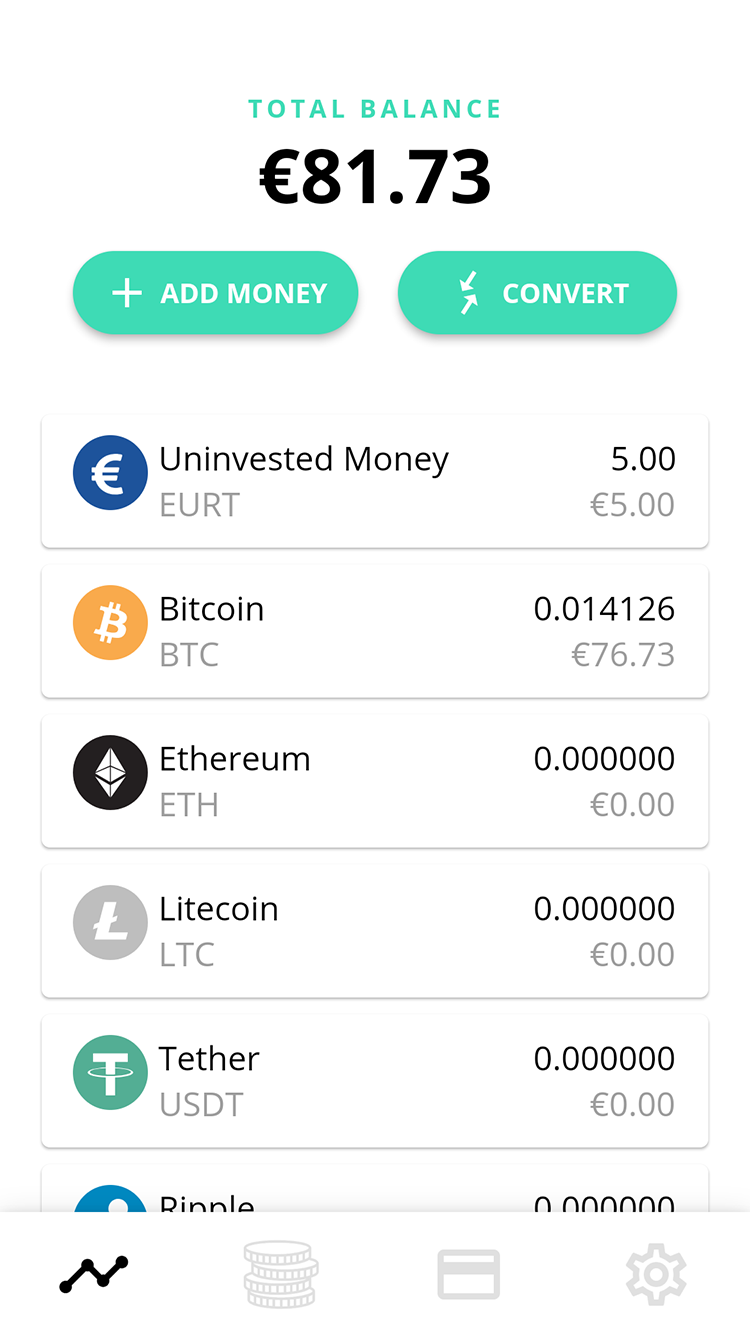 TOTAL BALANCE
€81.73
ADD MONEY
CONVERT
Uninvested Money 5.00
EURT €5.00
Bitcoin 0.014126
BTC €76.73
Ethereum 0.000000
ETH €0.00
Litecoin 0.000000
LTC €0.00
Tether 0.000000
USDT €0.00
Ripple 0.000000